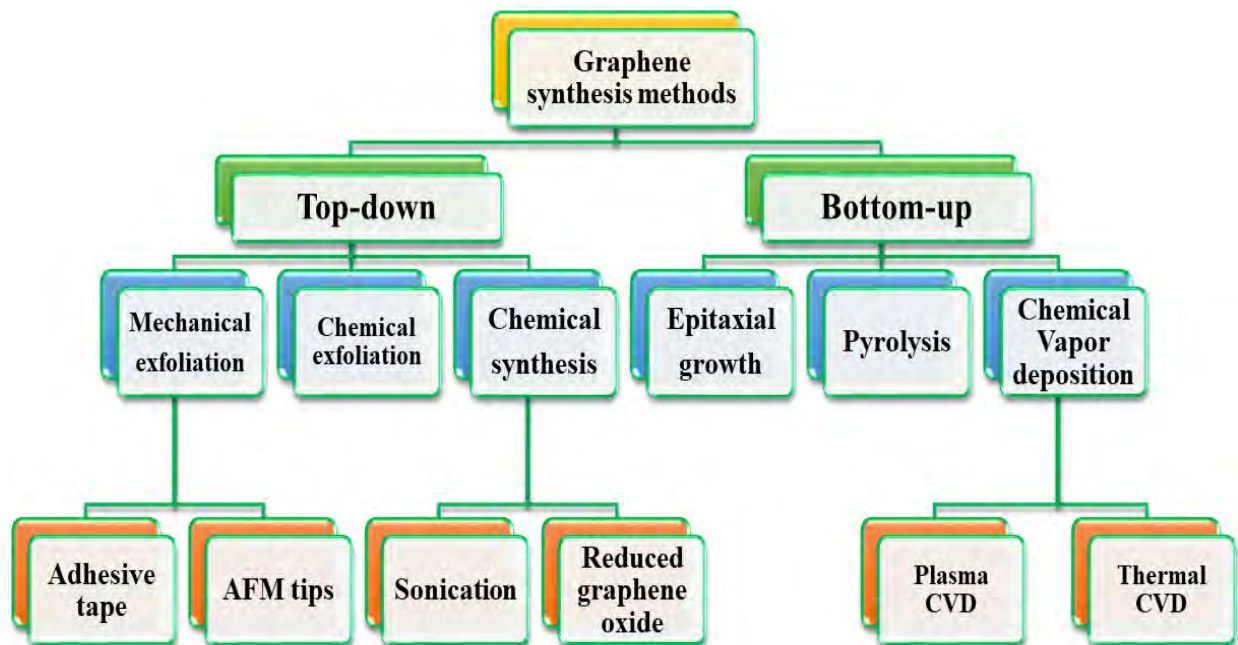 Graphene
synthesis methods
Top-down
Bottom-up
Mechanical
exfoliation
Chemical
exfoliation
Chemical
synthesis
Epitaxial
growth
Pyrolysis
Chemical
Vapor
deposition
Adhesive
tape
AFM tips
Sonication
Reduced
graphene
oxide
Plasma
CVD
Thermal
CVD